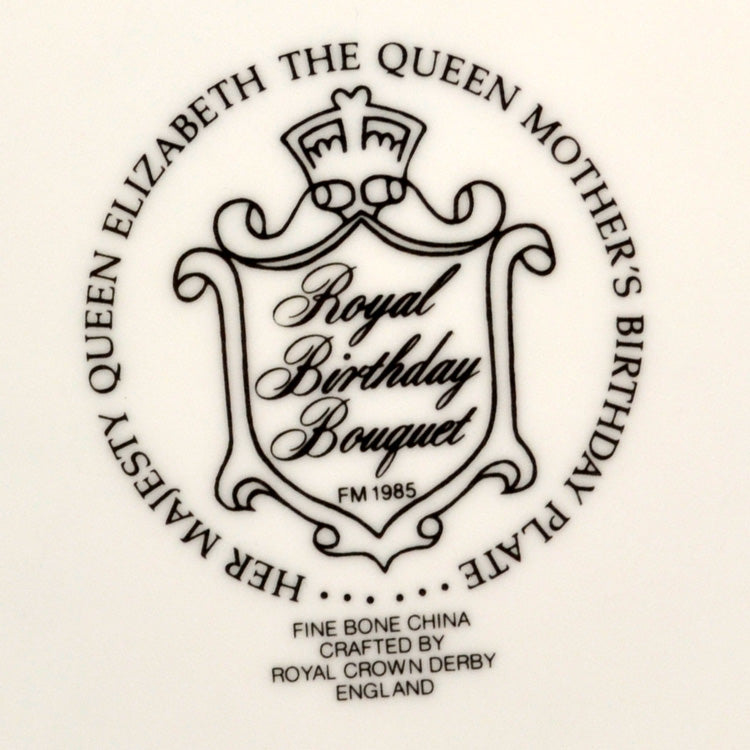 HER MAJESTY QUEEN ELIZABETH THE QUEEN MOTHER'S BIRTHDAY PLATE
Royal
Birthday
Bouquet
FM 1985
FINE BONE CHINA
CRAFTED BY
ROYAL CROWN DERBY
ENGLAND